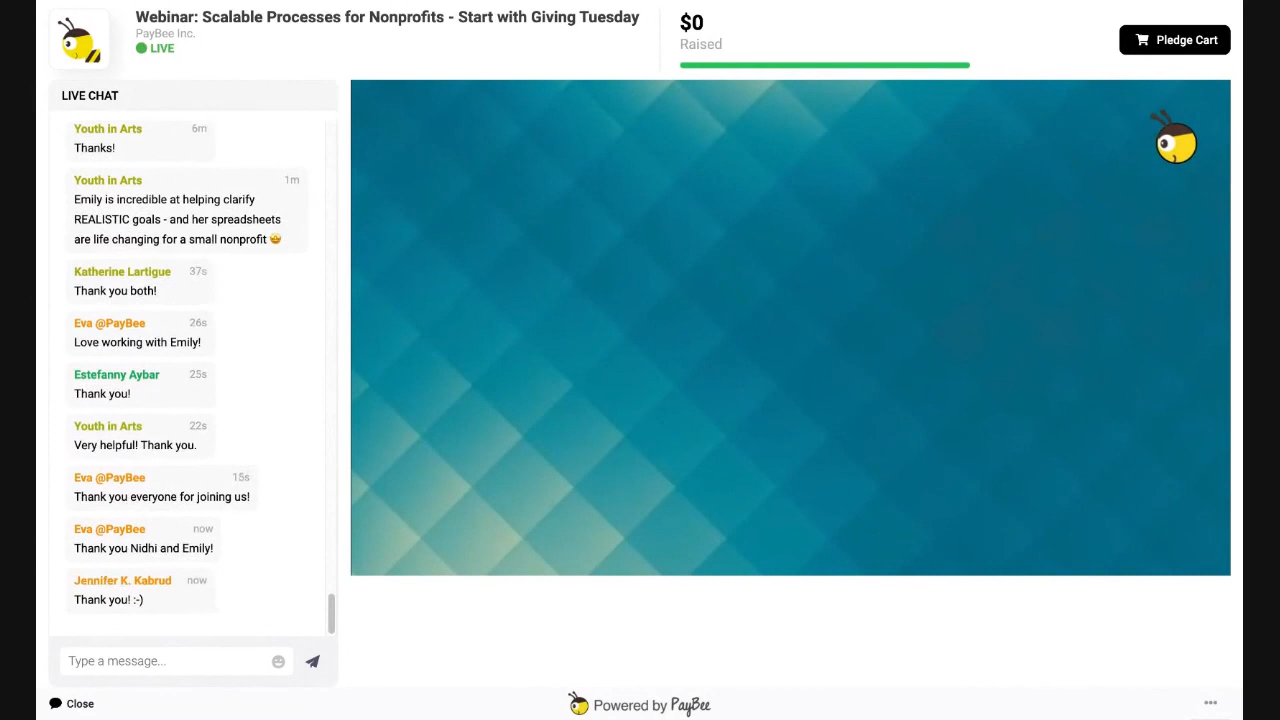 Webinar: Scalable Processes for Nonprofits - Start with Giving Tuesday
PayBee Inc.
LIVE
$0
Raised
Pledge Cart
LIVE CHAT
Youth in Arts 6m
Thanks!
Youth in Arts 1m
Emily is incredible at helping clarify
REALISTIC goals - and her spreadsheets
are life changing for a small nonprofit 🤩
Katherine Lartigue 37s
Thank you both!
Eva @PayBee 26s
Love working with Emily!
Estefanny Aybar 25s
Thank you!
Youth in Arts 22s
Very helpful! Thank you.
Eva @PayBee 15s
Thank you everyone for joining us!
Eva @PayBee now
Thank you Nidhi and Emily!
Jennifer K. Kabrud now
Thank you! :-)
Type a message...
Close
Powered by PayBee